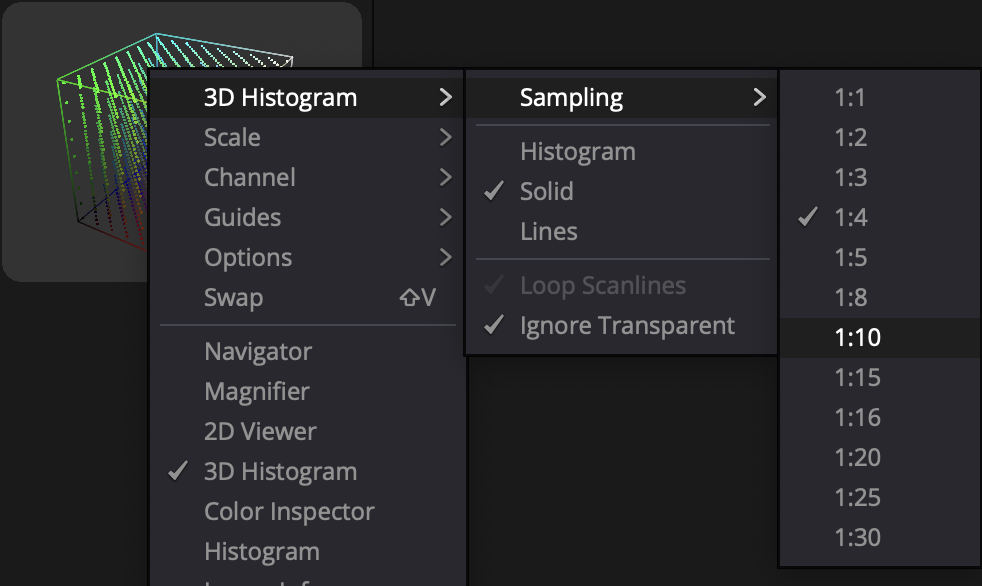 3D Histogram
Scale
Channel
Guides
Options
Swap ⇧V
Navigator
Magnifier
2D Viewer
3D Histogram
Color Inspector
Histogram
Sampling
Histogram
Solid
Lines
Loop Scanlines
Ignore Transparent
1:1
1:2
1:3
1:4
1:5
1:8
1:10
1:15
1:16
1:20
1:25
1:30